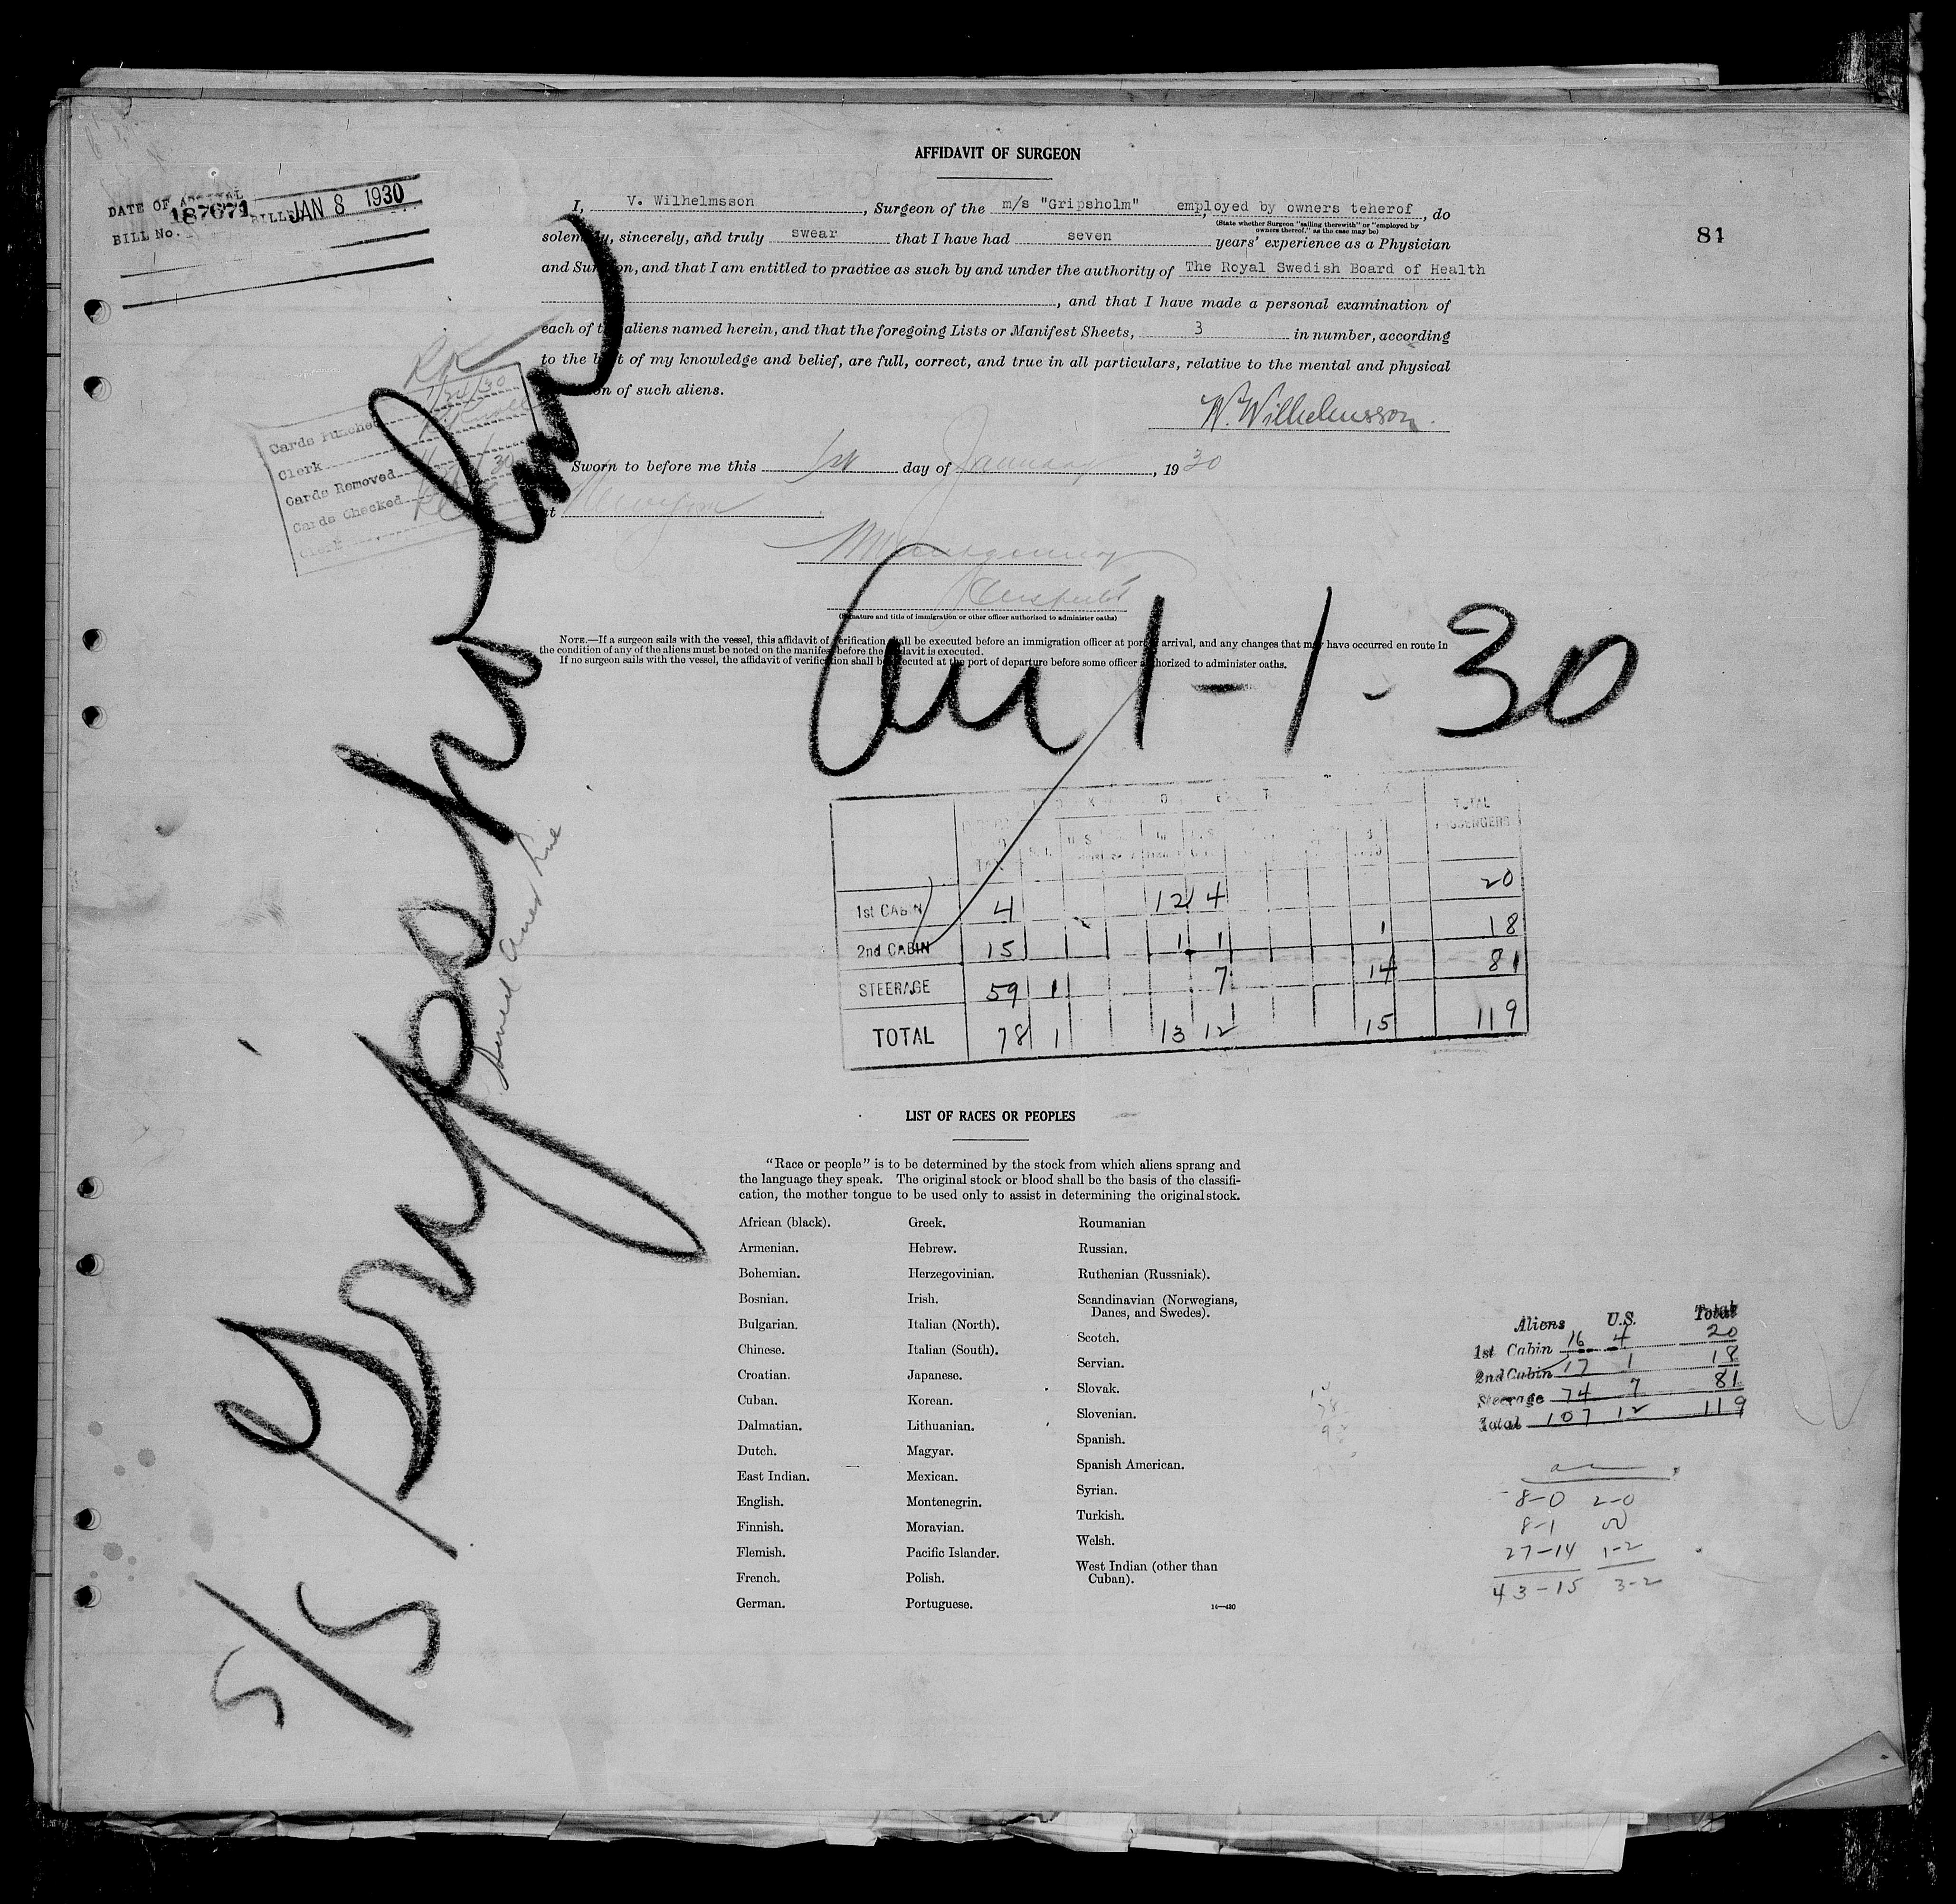 AFFIDAVIT OF SURGEON
DATE OF ARRIVAL JAN 8 1930
BILL No. 187671
81
I, V. Wilhelmsson, Surgeon of the m/s "Gripsholm" employed by owners teherof, do
(State whether Surgeon "sailing therewith" or "employed by owners thereof," as the case may be)
solemnly, sincerely, and truly swear that I have had seven years' experience as a Physician
and Surgeon, and that I am entitled to practice as such by and under the authority of The Royal Swedish Board of Health
, and that I have made a personal examination of
each of the aliens named herein, and that the foregoing Lists or Manifest Sheets, 3 in number, according
to the best of my knowledge and belief, are full, correct, and true in all particulars, relative to the mental and physical
condition of such aliens.
W. Wilhelmsson.
Cards Punched 1/24/30
Clerk
Cards Removed
Cards Checked
Clerk
Sworn to before me this 1st day of January, 1930
at New York
Montgomery
(Signature and title of immigration or other officer authorized to administer oaths)
NOTE.—If a surgeon sails with the vessel, this affidavit of verification shall be executed before an immigration officer at port of arrival, and any changes that may have occurred en route in
the condition of any of the aliens must be noted on the manifest before the affidavit is executed.
If no surgeon sails with the vessel, the affidavit of verification shall be executed at the port of departure before some officer authorized to administer oaths.
S/S Gripsholm
Swed Amer Line
Arr 1-1-30
TOTAL PASSENGERS
1st CABIN 4 12 4 20
2nd CABIN 15 1 1 1 18
STEERAGE 59 1 7 14 81
TOTAL 78 1 13 12 15 119
LIST OF RACES OR PEOPLES
"Race or people" is to be determined by the stock from which aliens sprang and
the language they speak. The original stock or blood shall be the basis of the classifi-
cation, the mother tongue to be used only to assist in determining the original stock.
African (black).
Armenian.
Bohemian.
Bosnian.
Bulgarian.
Chinese.
Croatian.
Cuban.
Dalmatian.
Dutch.
East Indian.
English.
Finnish.
Flemish.
French.
German.
Greek.
Hebrew.
Herzegovinian.
Irish.
Italian (North).
Italian (South).
Japanese.
Korean.
Lithuanian.
Magyar.
Mexican.
Montenegrin.
Moravian.
Pacific Islander.
Polish.
Portuguese.
Roumanian
Russian.
Ruthenian (Russniak).
Scandinavian (Norwegians,
Danes, and Swedes).
Scotch.
Servian.
Slovak.
Slovenian.
Spanish.
Spanish American.
Syrian.
Turkish.
Welsh.
West Indian (other than
Cuban).
14—430
Aliens U.S. Total
1st Cabin 16 4 20
2nd Cabin 17 1 18
Steerage 74 7 81
Total 107 12 119
8-0 2-0
8-1
27-14 1-2
43-15 3-2